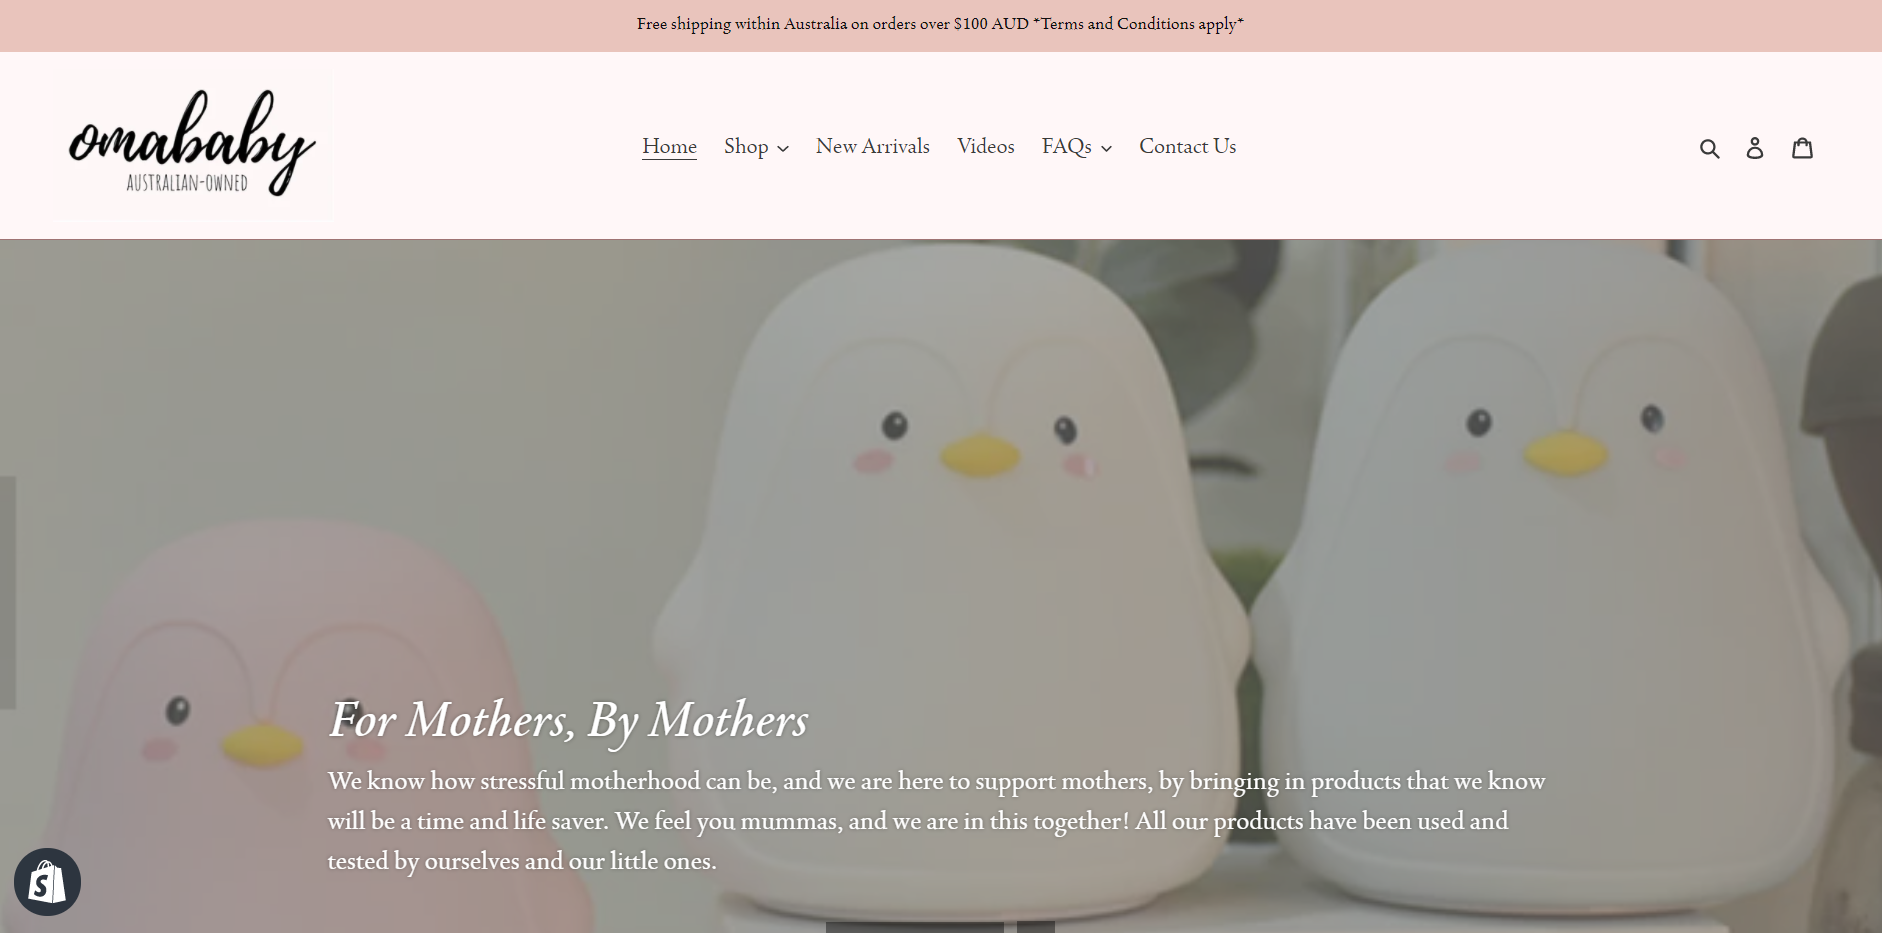 Free shipping within Australia on orders over $100 AUD *Terms and Conditions apply*
omababy
AUSTRALIAN-OWNED
Home Shop New Arrivals Videos FAQs Contact Us
For Mothers, By Mothers
We know how stressful motherhood can be, and we are here to support mothers, by bringing in products that we know
will be a time and life saver. We feel you mummas, and we are in this together! All our products have been used and
tested by ourselves and our little ones.